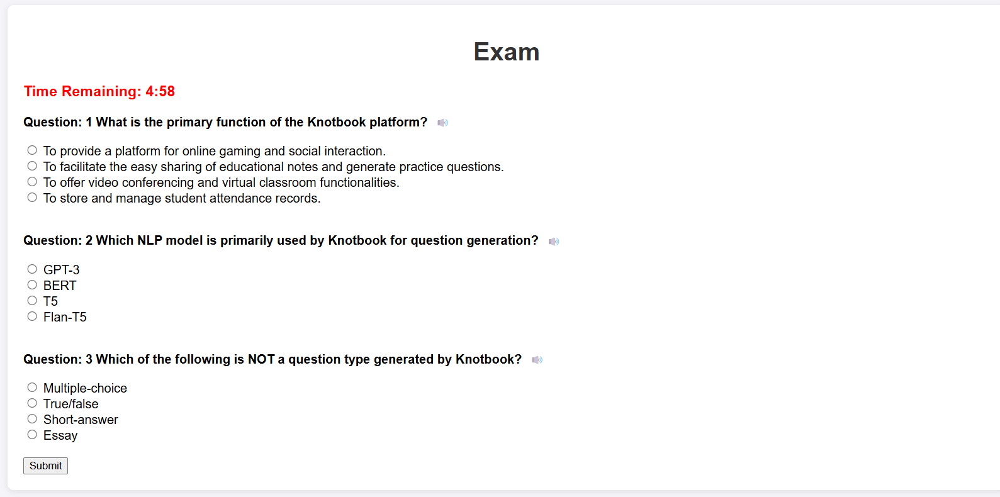 Exam
Time Remaining: 4:58
Question: 1 What is the primary function of the Knotbook platform?
To provide a platform for online gaming and social interaction.
To facilitate the easy sharing of educational notes and generate practice questions.
To offer video conferencing and virtual classroom functionalities.
To store and manage student attendance records.
Question: 2 Which NLP model is primarily used by Knotbook for question generation?
GPT-3
BERT
T5
Flan-T5
Question: 3 Which of the following is NOT a question type generated by Knotbook?
Multiple-choice
True/false
Short-answer
Essay
Submit